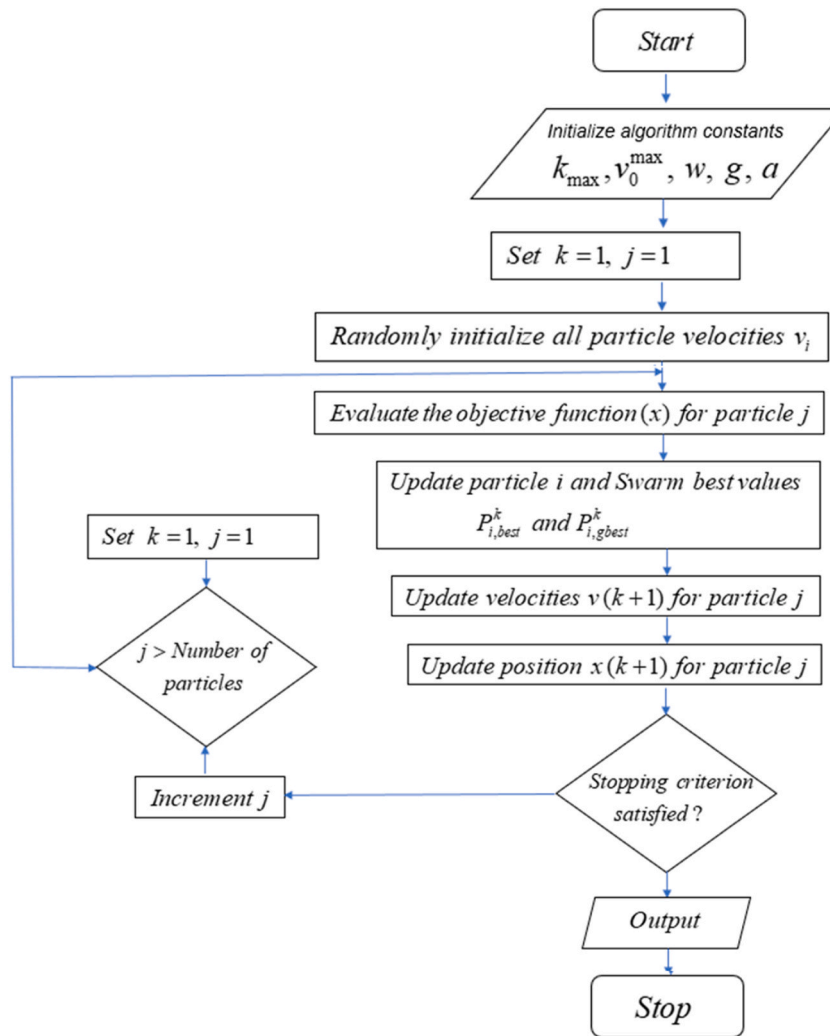 Start
Initialize algorithm constants
k_max, v_0^max, w, g, a
Set k = 1, j = 1
Randomly initialize all particle velocities v_i
Evaluate the objective function (x) for particle j
Update particle i and Swarm best values
P_{i,best}^k and P_{i,gbest}^k
Update velocities v(k+1) for particle j
Update position x(k+1) for particle j
Stopping criterion
satisfied ?
Increment j
j > Number of
particles
Set k = 1, j = 1
Output
Stop